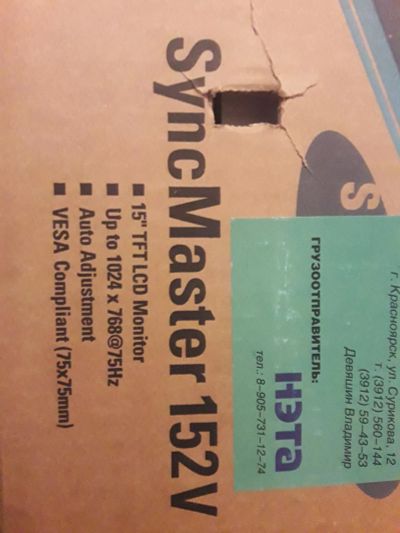 S
SyncMaster 152V
■ 15" TFT LCD Monitor
■ Up to 1024 x 768@75Hz
■ Auto Adjustment
■ VESA Compliant (75x75mm)
г. Красноярск, ул. Сурикова, 12
т. (3912) 560-144
(3912) 59-43-53
Девяшин Владимир
ГРУЗООТПРАВИТЕЛЬ:
НЭТА
тел.: 8-905-731-12-74